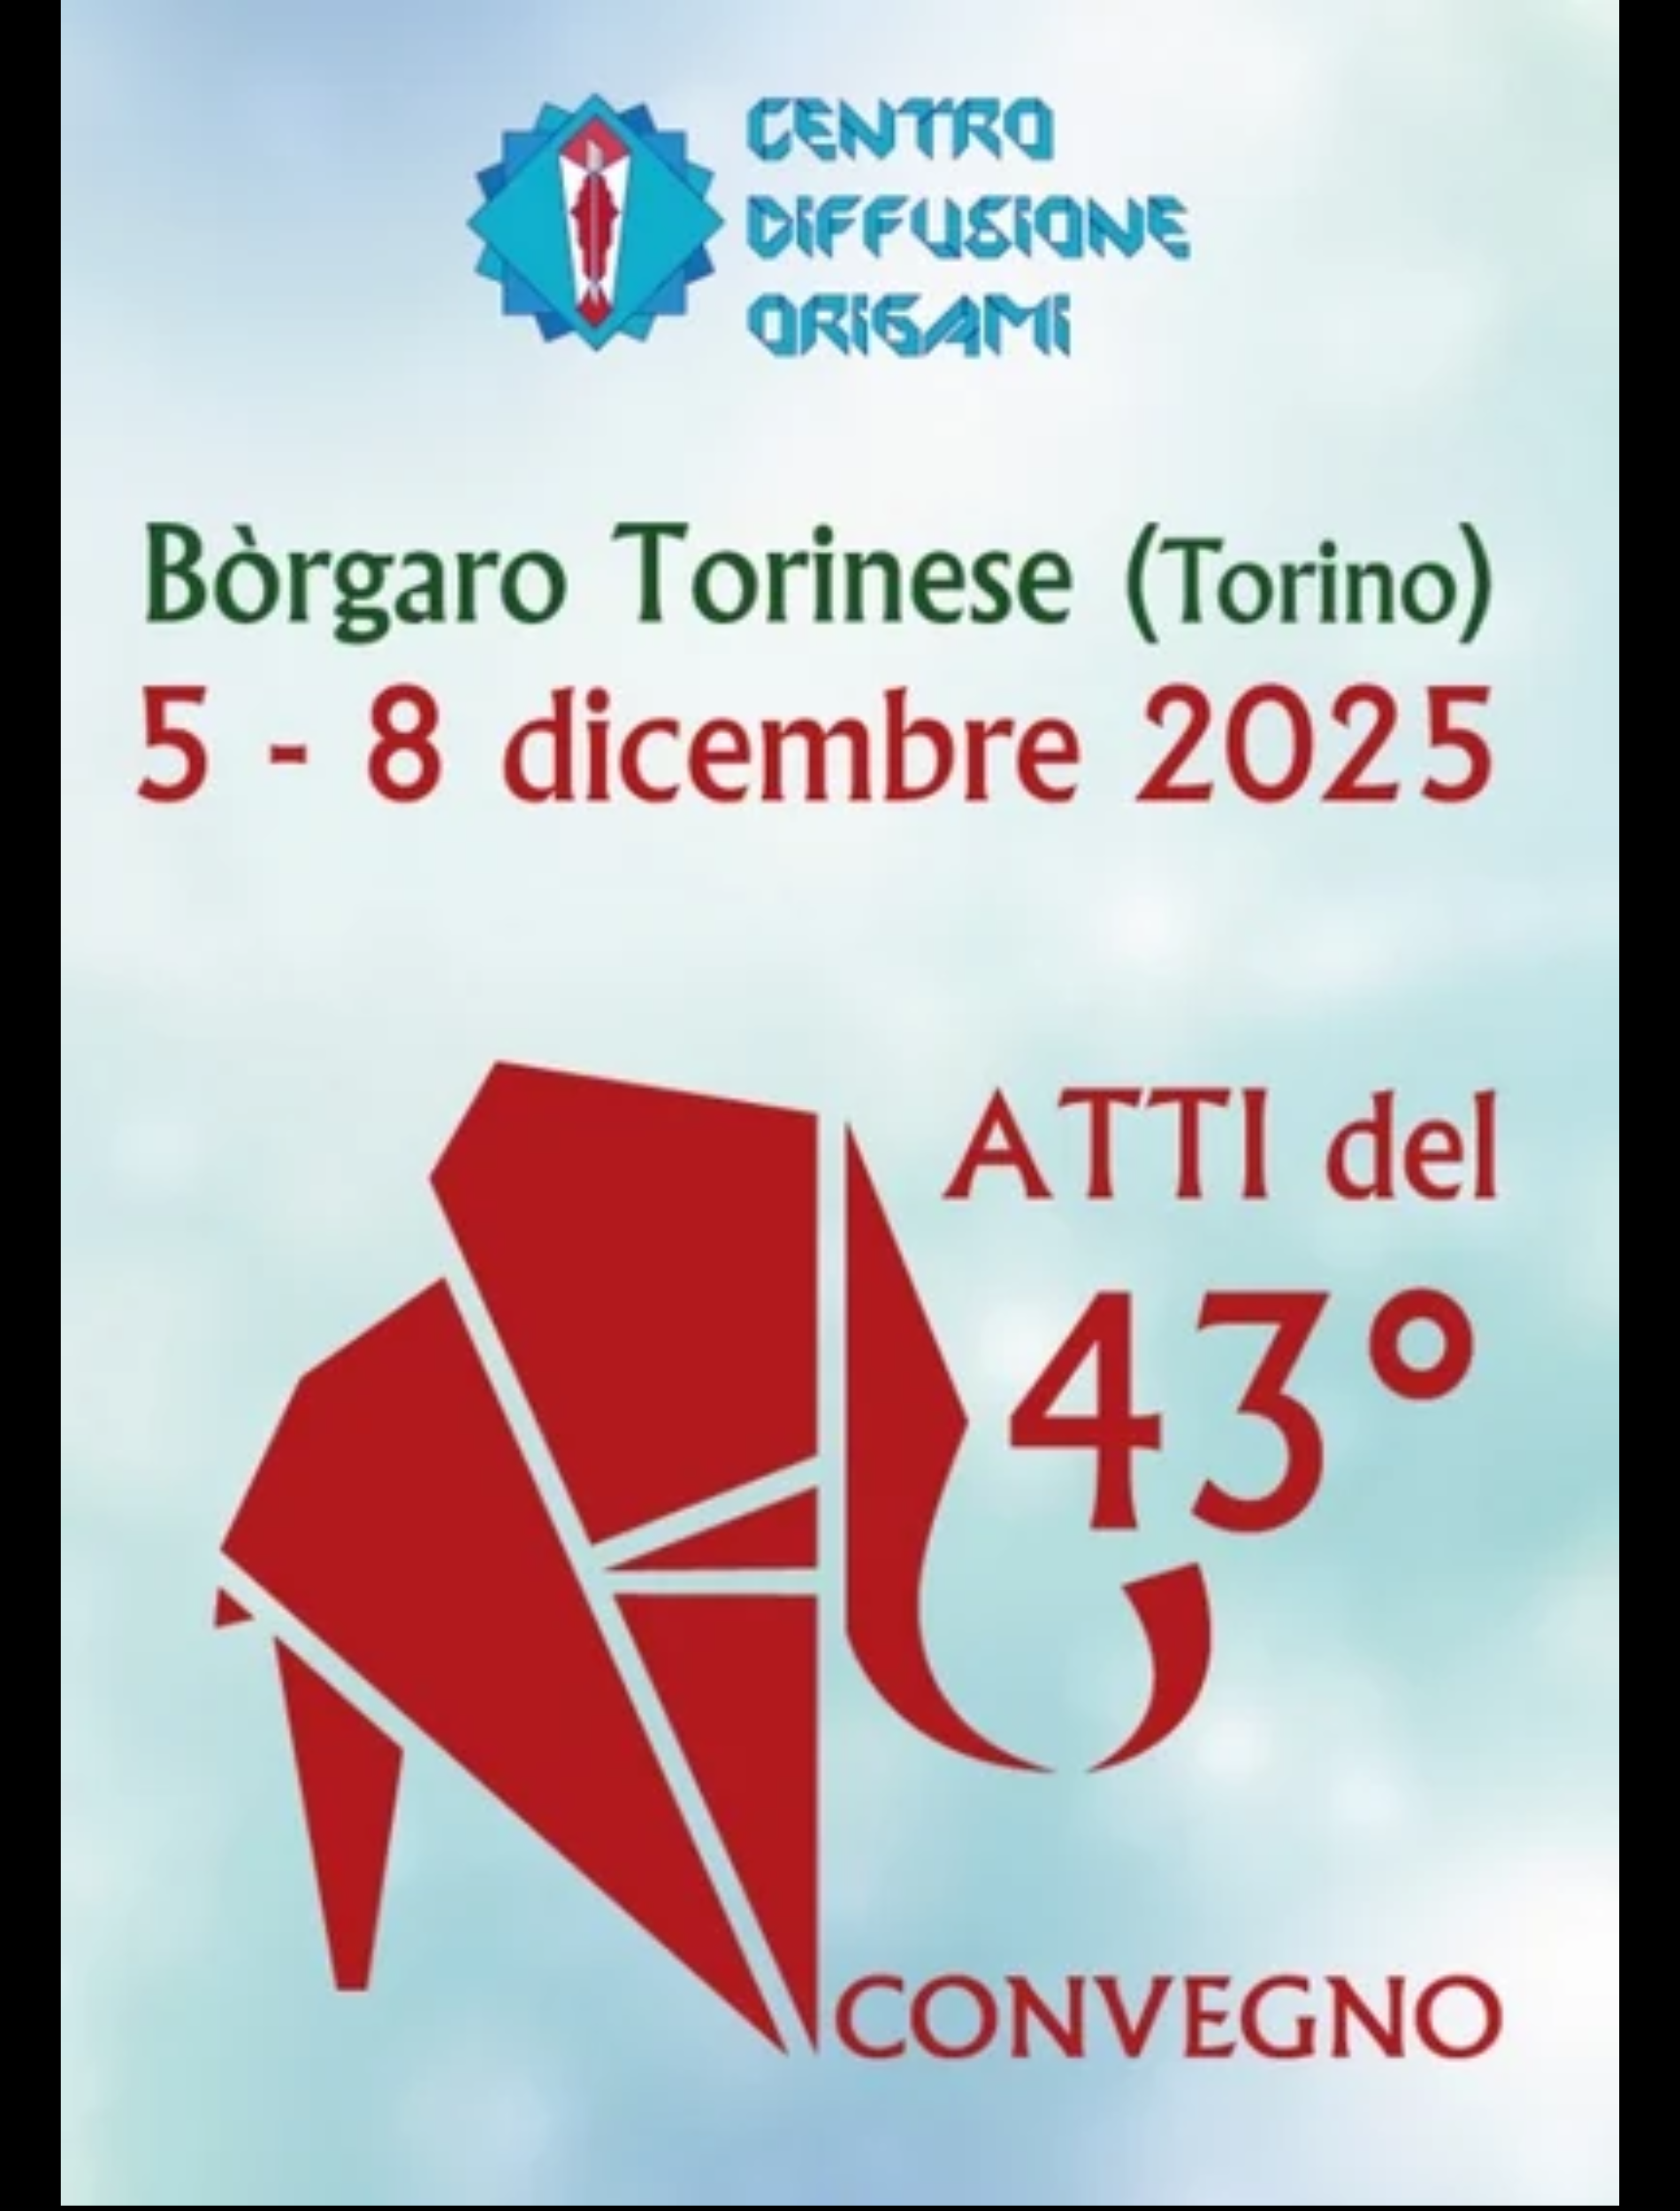 CENTRO
DIFFUSIONE
ORIGAMI
Bòrgaro Torinese (Torino)
5 - 8 dicembre 2025
ATTI del
43°
CONVEGNO